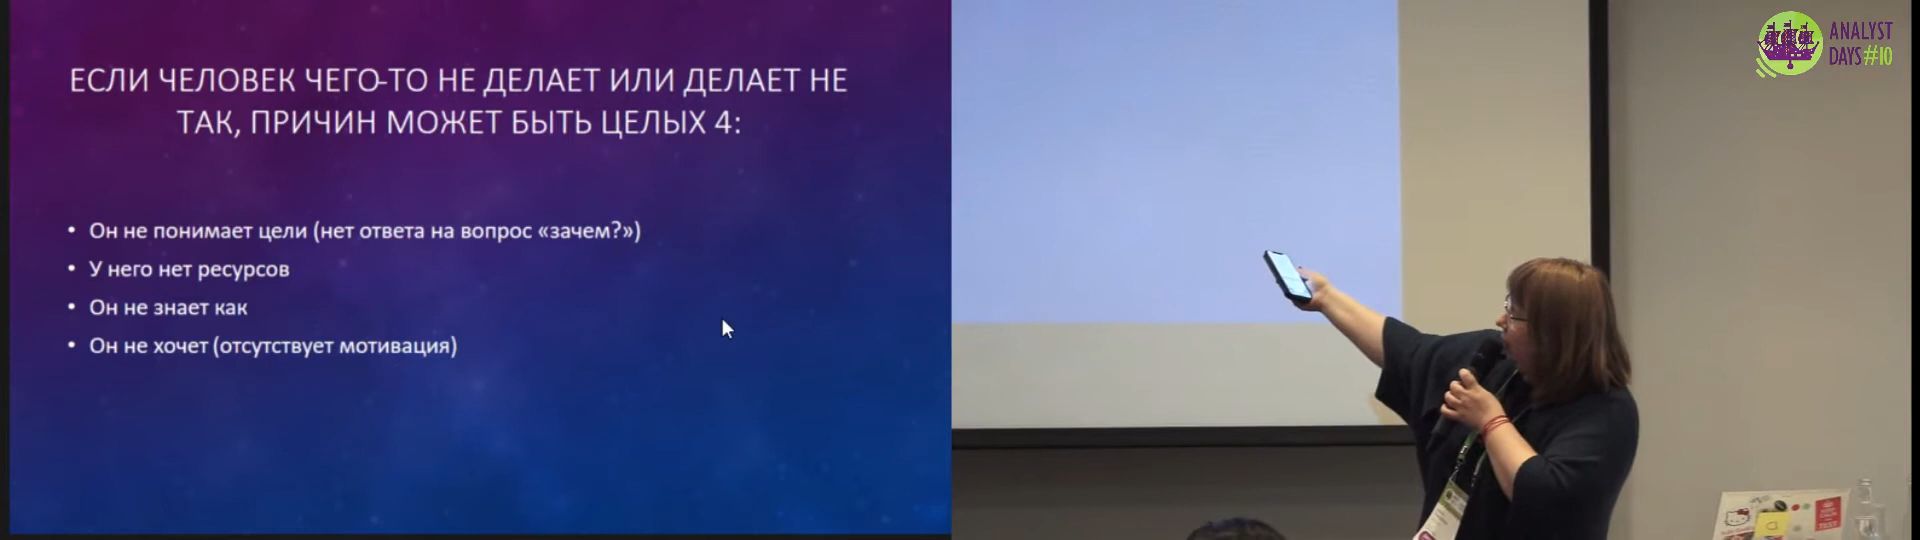 ЕСЛИ ЧЕЛОВЕК ЧЕГО-ТО НЕ ДЕЛАЕТ ИЛИ ДЕЛАЕТ НЕ
ТАК, ПРИЧИН МОЖЕТ БЫТЬ ЦЕЛЫХ 4:
• Он не понимает цели (нет ответа на вопрос «зачем?»)
• У него нет ресурсов
• Он не знает как
• Он не хочет (отсутствует мотивация)
ANALYST
DAYS #10